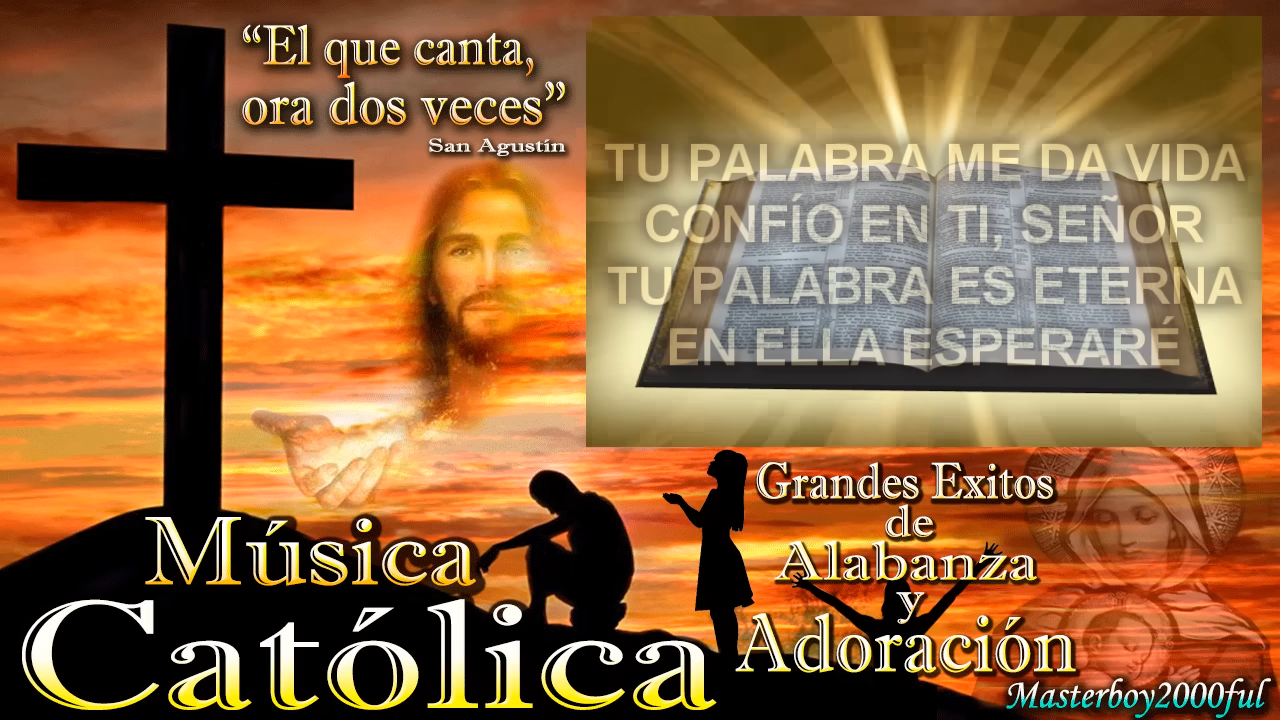 “El que canta,
ora dos veces”
San Agustín
TU PALABRA ME DA VIDA
CONFÍO EN TI, SEÑOR
TU PALABRA ES ETERNA
EN ELLA ESPERARÉ
Música
Católica
Grandes Exitos
de
Alabanza
y
Adoración
Masterboy2000ful